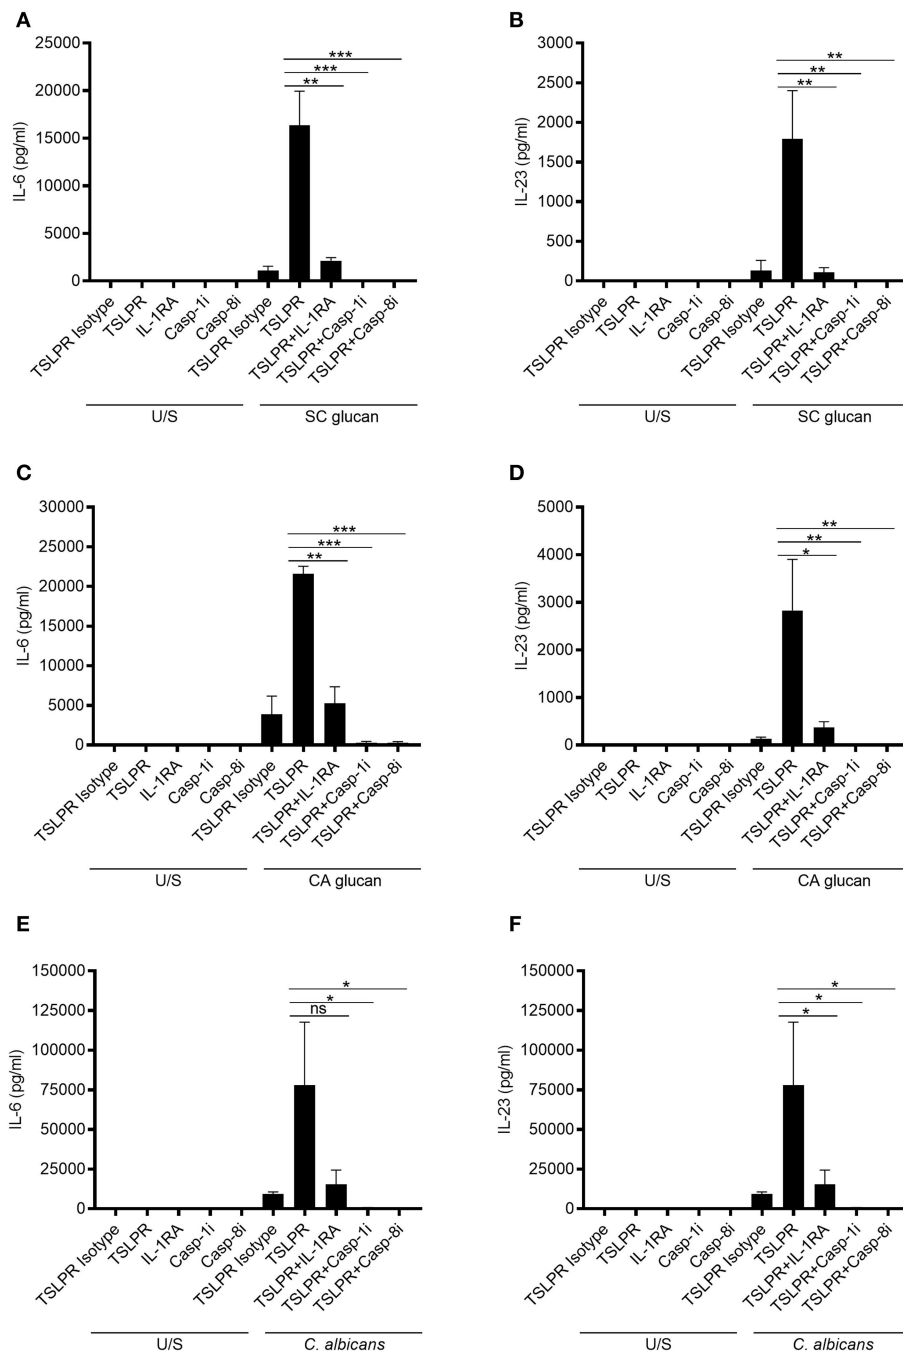 A
IL-6 (pg/ml)
25000
20000
15000
10000
5000
0
***
***
**
TSLPR Isotype
TSLPR
IL-1RA
Casp-1i
Casp-8i
TSLPR Isotype
TSLPR
TSLPR+IL-1RA
TSLPR+Casp-1i
TSLPR+Casp-8i
U/S
SC glucan
B
IL-23 (pg/ml)
3000
2500
2000
1500
1000
500
0
**
**
**
TSLPR Isotype
TSLPR
IL-1RA
Casp-1i
Casp-8i
TSLPR Isotype
TSLPR
TSLPR+IL-1RA
TSLPR+Casp-1i
TSLPR+Casp-8i
U/S
SC glucan
C
IL-6 (pg/ml)
30000
25000
20000
15000
10000
5000
0
***
***
**
TSLPR Isotype
TSLPR
IL-1RA
Casp-1i
Casp-8i
TSLPR Isotype
TSLPR
TSLPR+IL-1RA
TSLPR+Casp-1i
TSLPR+Casp-8i
U/S
CA glucan
D
IL-23 (pg/ml)
5000
4000
3000
2000
1000
0
**
**
*
TSLPR Isotype
TSLPR
IL-1RA
Casp-1i
Casp-8i
TSLPR Isotype
TSLPR
TSLPR+IL-1RA
TSLPR+Casp-1i
TSLPR+Casp-8i
U/S
CA glucan
E
IL-6 (pg/ml)
150000
125000
100000
75000
50000
25000
0
*
*
ns
TSLPR Isotype
TSLPR
IL-1RA
Casp-1i
Casp-8i
TSLPR Isotype
TSLPR
TSLPR+IL-1RA
TSLPR+Casp-1i
TSLPR+Casp-8i
U/S
C. albicans
F
IL-23 (pg/ml)
150000
125000
100000
75000
50000
25000
0
*
*
*
TSLPR Isotype
TSLPR
IL-1RA
Casp-1i
Casp-8i
TSLPR Isotype
TSLPR
TSLPR+IL-1RA
TSLPR+Casp-1i
TSLPR+Casp-8i
U/S
C. albicans